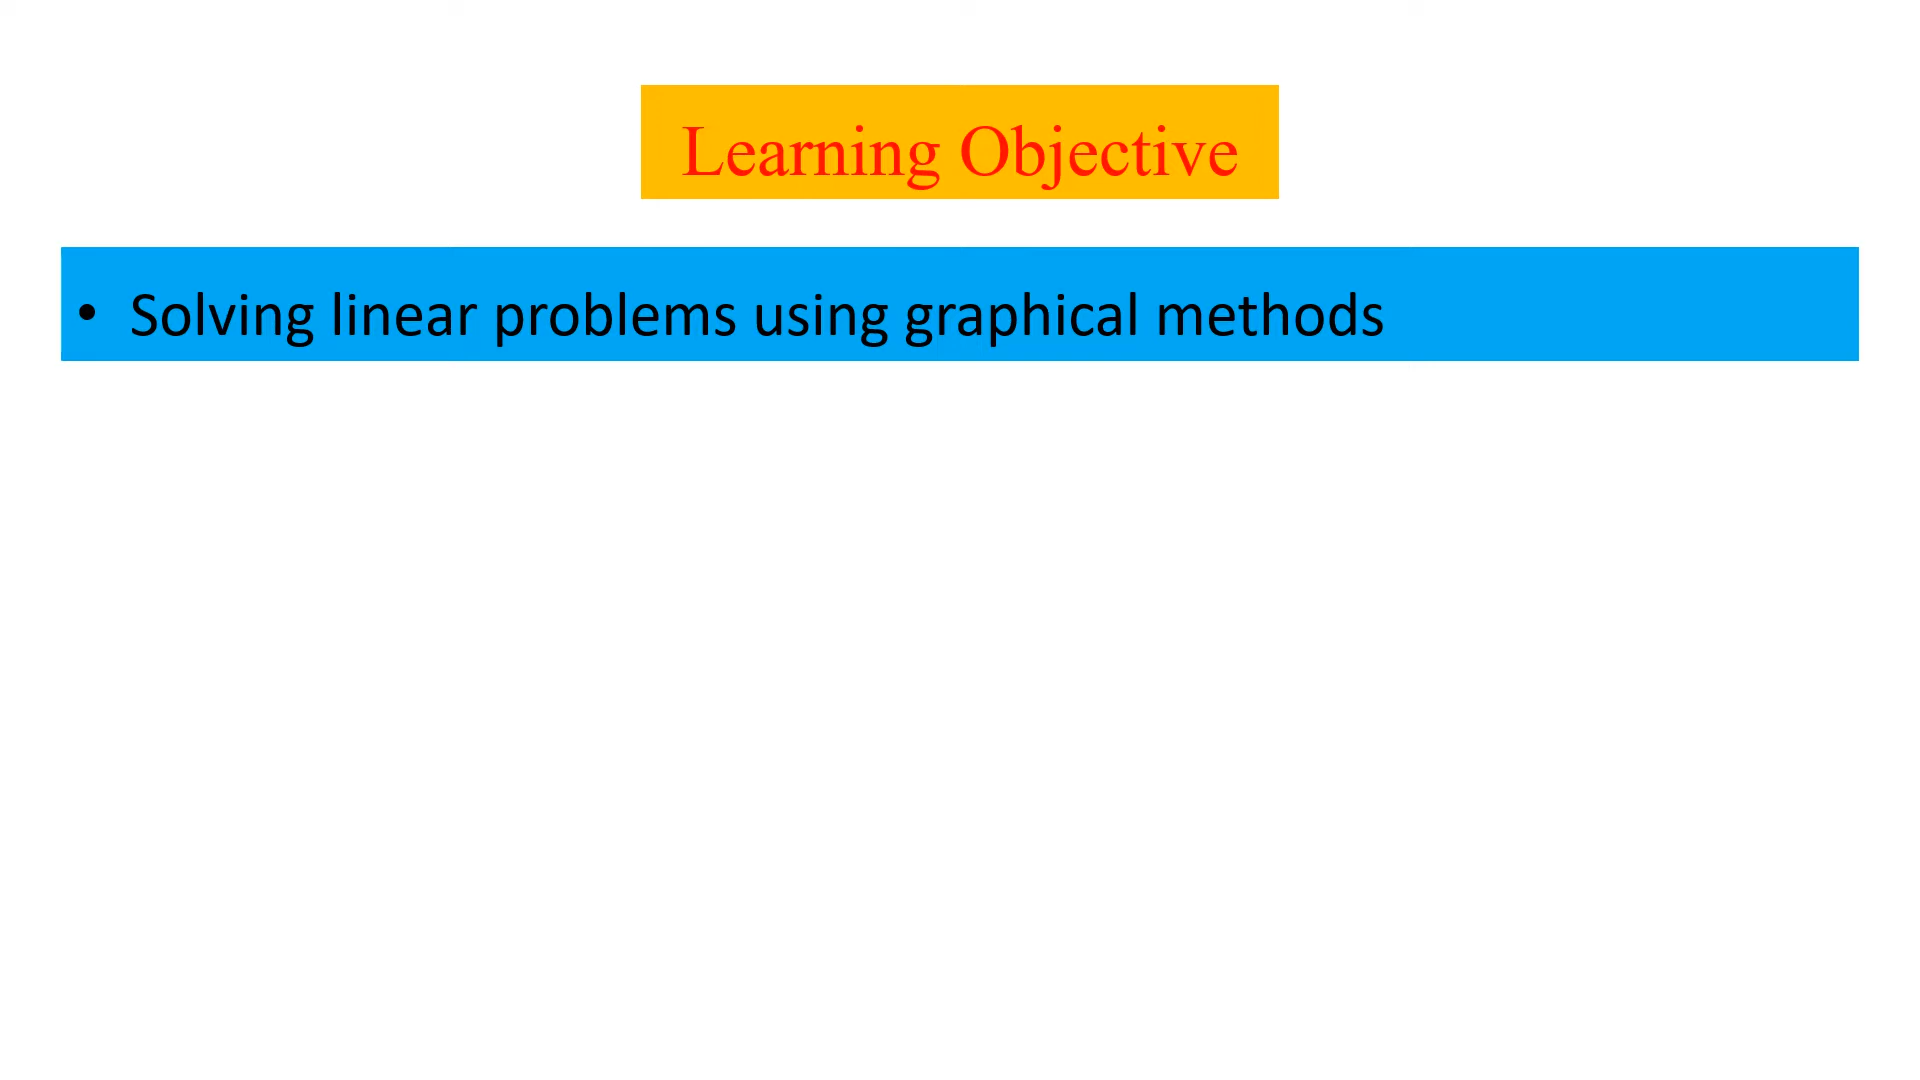 Learning Objective
• Solving linear problems using graphical methods